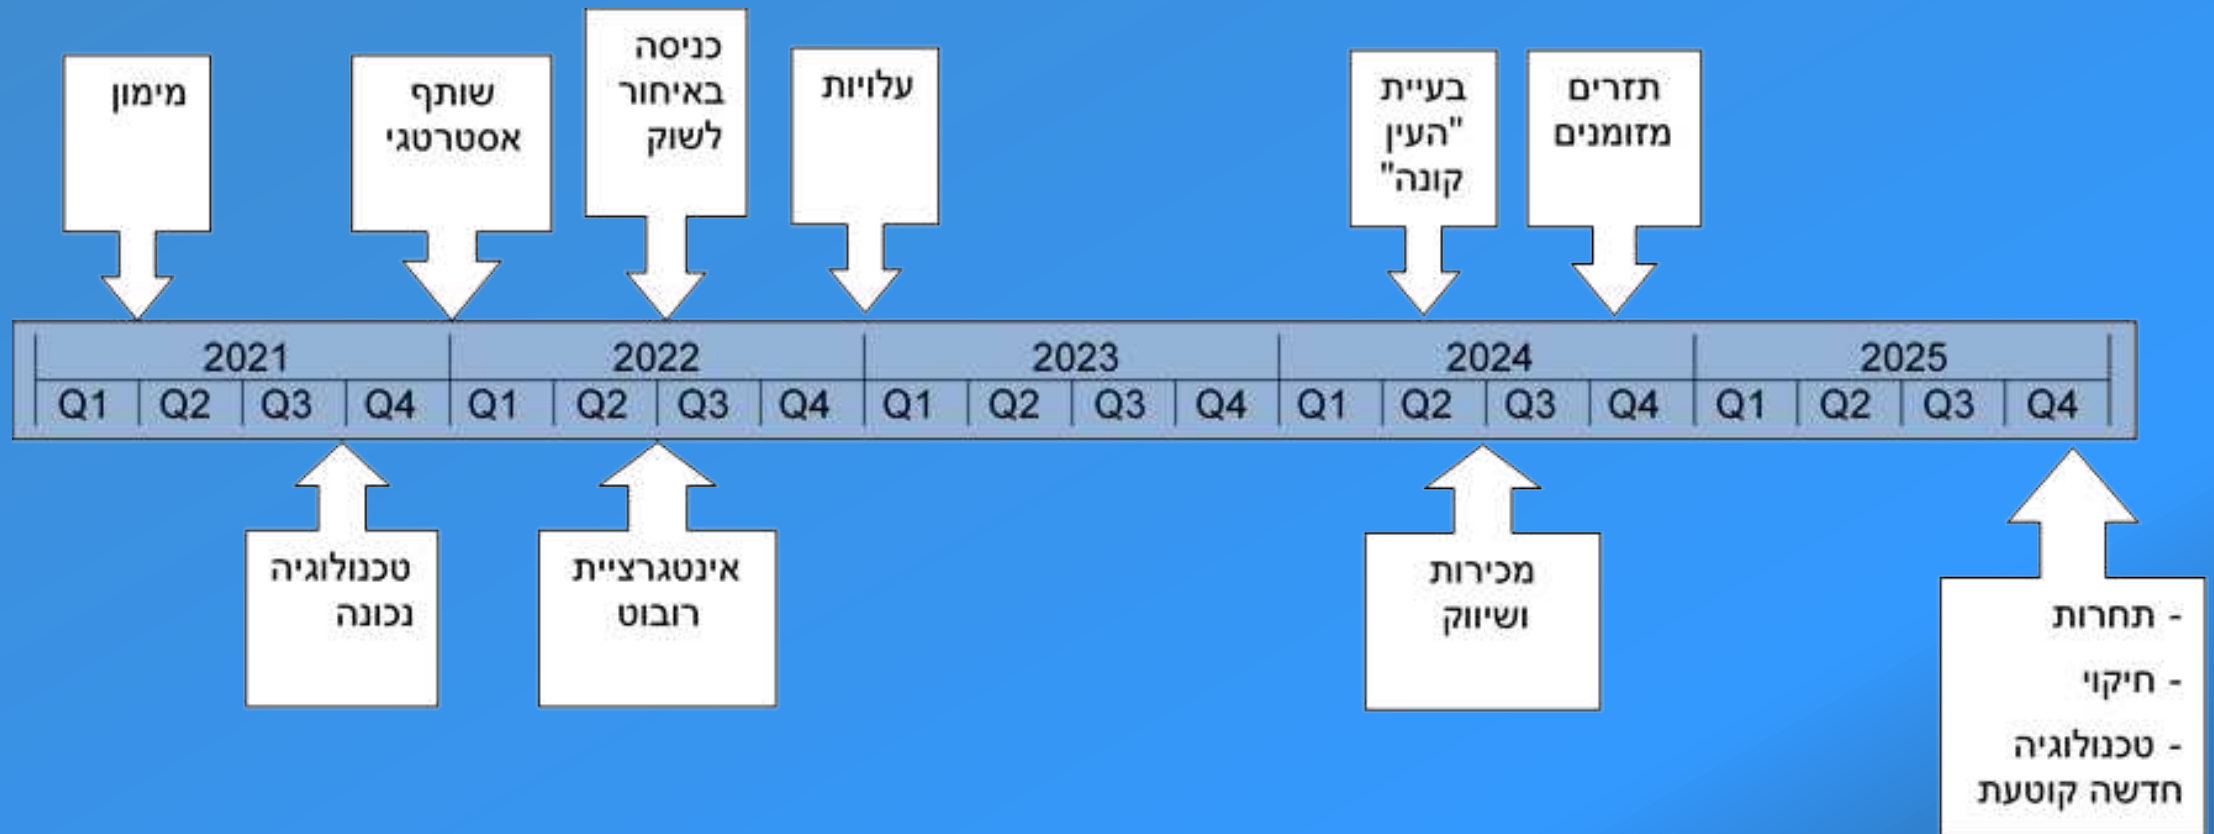 מימון
שותף
אסטרטגי
כניסה
באיחור
לשוק
עלויות
בעיית
"העין
קונה"
תזרים
מזומנים
2021 2022 2023 2024 2025
Q1 Q2 Q3 Q4 Q1 Q2 Q3 Q4 Q1 Q2 Q3 Q4 Q1 Q2 Q3 Q4 Q1 Q2 Q3 Q4
טכנולוגיה
נכונה
אינטגרציית
רובוט
מכירות
ושיווק
- תחרות
- חיקוי
- טכנולוגיה
חדשה קוטעת